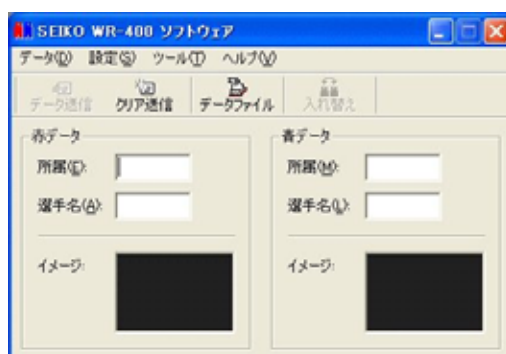 SEIKO WR-400 ソフトウェア
データ(D) 設定(S) ツール(T) ヘルプ(V)
データ送信 クリア送信 データファイル 入れ替え
赤データ 青データ
所属(E): 所属(M):
選手名(A): 選手名(L):
イメージ: イメージ: